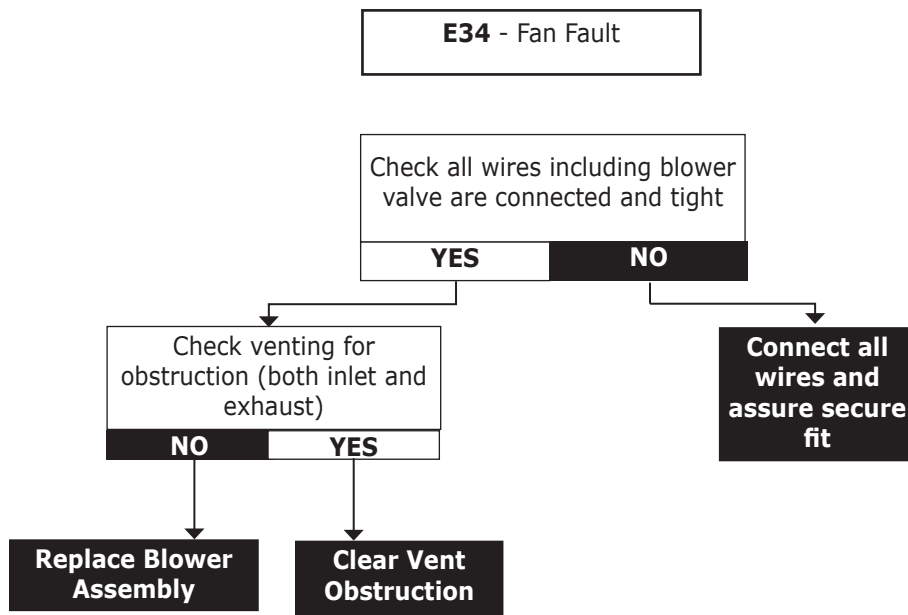 E34 - Fan Fault
Check all wires including blower
valve are connected and tight
YES
NO
Check venting for
obstruction (both inlet and
exhaust)
NO
YES
Connect all
wires and
assure secure
fit
Replace Blower
Assembly
Clear Vent
Obstruction